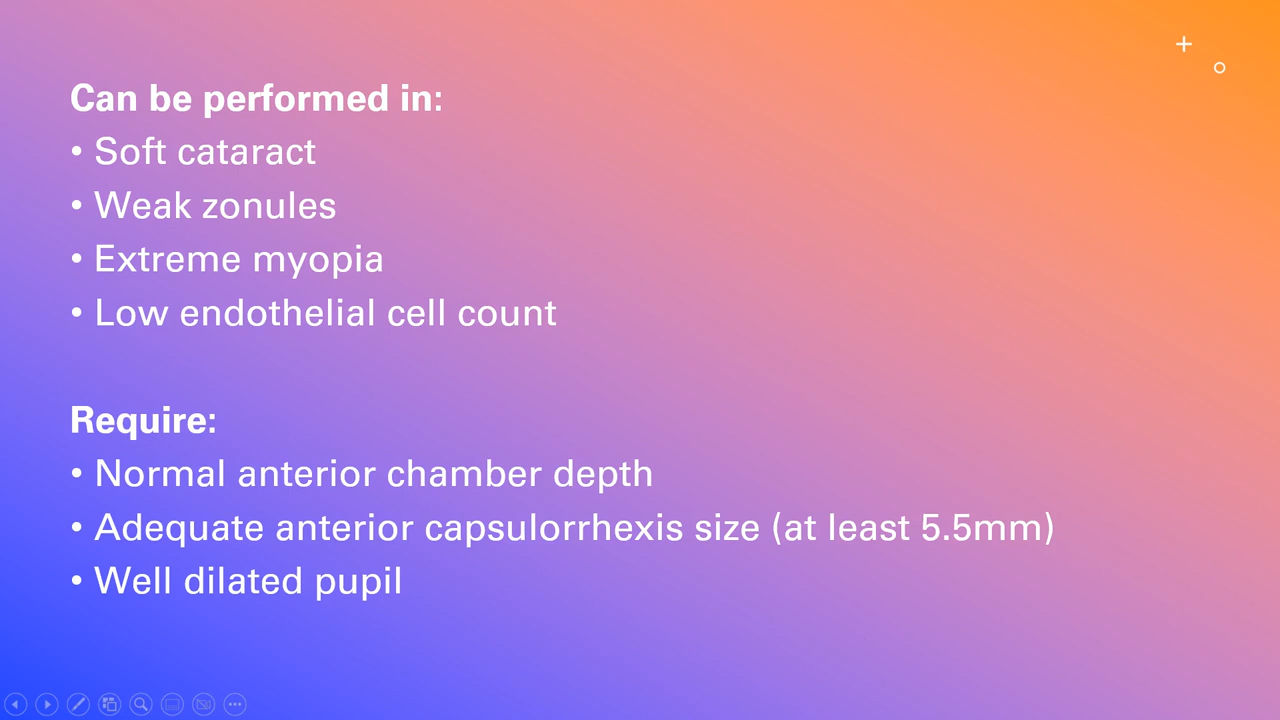 Can be performed in:
• Soft cataract
• Weak zonules
• Extreme myopia
• Low endothelial cell count
Require:
• Normal anterior chamber depth
• Adequate anterior capsulorrhexis size (at least 5.5mm)
• Well dilated pupil